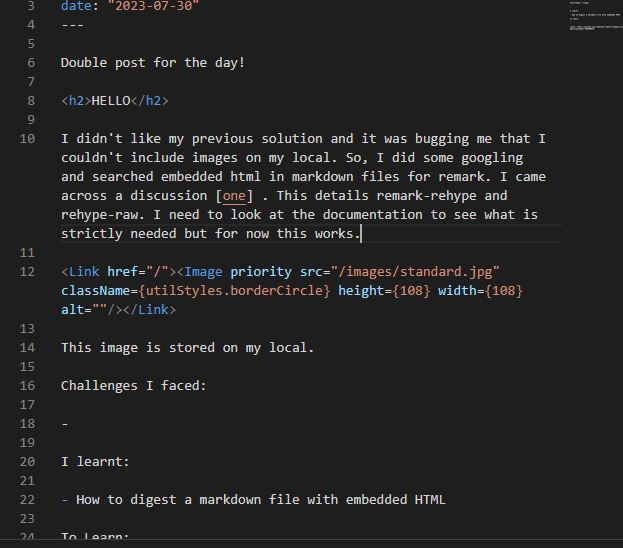 3 date: "2023-07-30"
4 ---
5
6 Double post for the day!
7
8 <h2>HELLO</h2>
9
10 I didn't like my previous solution and it was bugging me that I
couldn't include images on my local. So, I did some googling
and searched embedded html in markdown files for remark. I came
across a discussion [one] . This details remark-rehype and
rehype-raw. I need to look at the documentation to see what is
strictly needed but for now this works.
11
12 <Link href="/"><Image priority src="/images/standard.jpg"
className={utilStyles.borderCircle} height={108} width={108}
alt=""/></Link>
13
14 This image is stored on my local.
15
16 Challenges I faced:
17
18 -
19
20 I learnt:
21
22 - How to digest a markdown file with embedded HTML
23
24 To Learn: